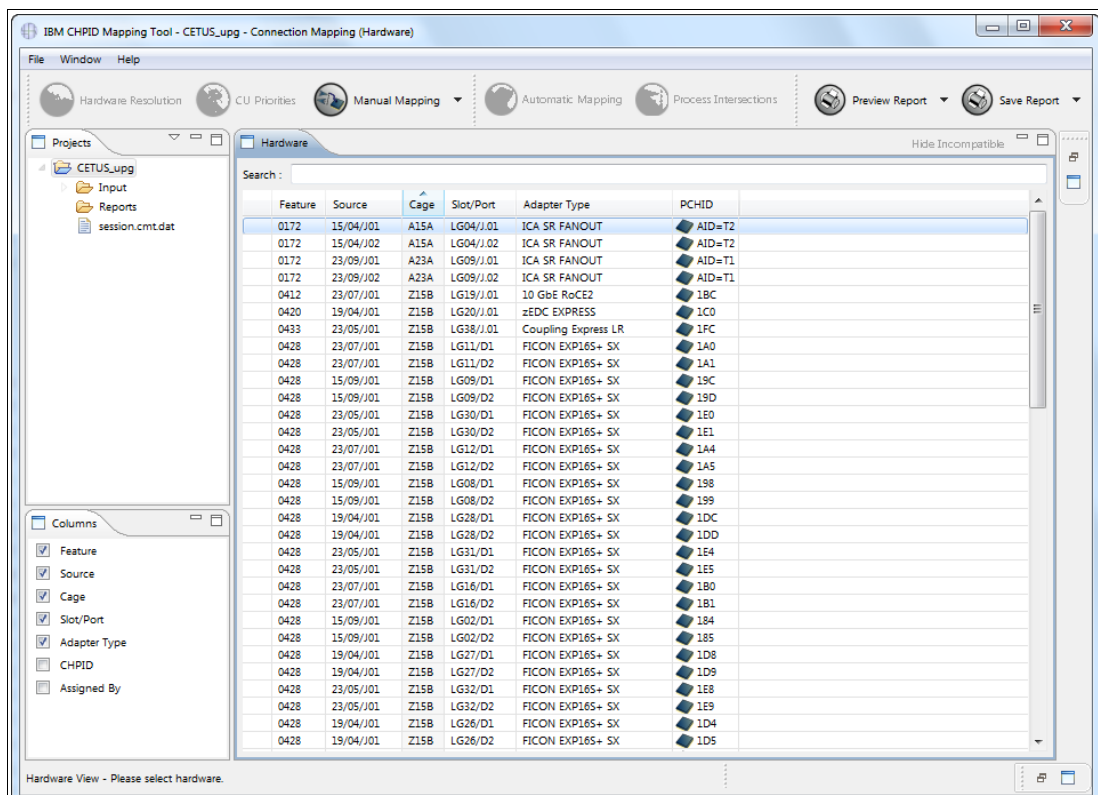 IBM CHPID Mapping Tool - CETUS_upg - Connection Mapping (Hardware)
File Window Help
Hardware Resolution CU Priorities Manual Mapping Automatic Mapping Process Intersections Preview Report Save Report
Projects
CETUS_upg
Input
Reports
session.cmt.dat
Columns
Feature
Source
Cage
Slot/Port
Adapter Type
CHPID
Assigned By
Hardware Hide Incompatible
Search :
Feature Source Cage Slot/Port Adapter Type PCHID
0172 15/04/J01 A15A LG04/J.01 ICA SR FANOUT AID=T2
0172 15/04/J02 A15A LG04/J.02 ICA SR FANOUT AID=T2
0172 23/09/J01 A23A LG09/J.01 ICA SR FANOUT AID=T1
0172 23/09/J02 A23A LG09/J.02 ICA SR FANOUT AID=T1
0412 23/07/J01 Z15B LG19/J.01 10 GbE RoCE2 1BC
0420 19/04/J01 Z15B LG20/J.01 zEDC EXPRESS 1C0
0433 23/05/J01 Z15B LG38/J.01 Coupling Express LR 1FC
0428 23/07/J01 Z15B LG11/D1 FICON EXP16S+ SX 1A0
0428 23/07/J01 Z15B LG11/D2 FICON EXP16S+ SX 1A1
0428 15/09/J01 Z15B LG09/D1 FICON EXP16S+ SX 19C
0428 15/09/J01 Z15B LG09/D2 FICON EXP16S+ SX 19D
0428 23/05/J01 Z15B LG30/D1 FICON EXP16S+ SX 1E0
0428 23/05/J01 Z15B LG30/D2 FICON EXP16S+ SX 1E1
0428 23/07/J01 Z15B LG12/D1 FICON EXP16S+ SX 1A4
0428 23/07/J01 Z15B LG12/D2 FICON EXP16S+ SX 1A5
0428 15/09/J01 Z15B LG08/D1 FICON EXP16S+ SX 198
0428 15/09/J01 Z15B LG08/D2 FICON EXP16S+ SX 199
0428 19/04/J01 Z15B LG28/D1 FICON EXP16S+ SX 1DC
0428 19/04/J01 Z15B LG28/D2 FICON EXP16S+ SX 1DD
0428 23/05/J01 Z15B LG31/D1 FICON EXP16S+ SX 1E4
0428 23/05/J01 Z15B LG31/D2 FICON EXP16S+ SX 1E5
0428 23/07/J01 Z15B LG16/D1 FICON EXP16S+ SX 1B0
0428 23/07/J01 Z15B LG16/D2 FICON EXP16S+ SX 1B1
0428 15/09/J01 Z15B LG02/D1 FICON EXP16S+ SX 184
0428 15/09/J01 Z15B LG02/D2 FICON EXP16S+ SX 185
0428 19/04/J01 Z15B LG27/D1 FICON EXP16S+ SX 1D8
0428 19/04/J01 Z15B LG27/D2 FICON EXP16S+ SX 1D9
0428 23/05/J01 Z15B LG32/D1 FICON EXP16S+ SX 1E8
0428 23/05/J01 Z15B LG32/D2 FICON EXP16S+ SX 1E9
0428 19/04/J01 Z15B LG26/D1 FICON EXP16S+ SX 1D4
0428 19/04/J01 Z15B LG26/D2 FICON EXP16S+ SX 1D5
Hardware View - Please select hardware.